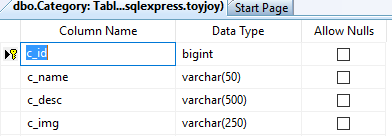 dbo.Category: Tabl...sqlexpress.toyjoy) Start Page
Column Name Data Type Allow Nulls
c_id bigint
c_name varchar(50)
c_desc varchar(500)
c_img varchar(250)